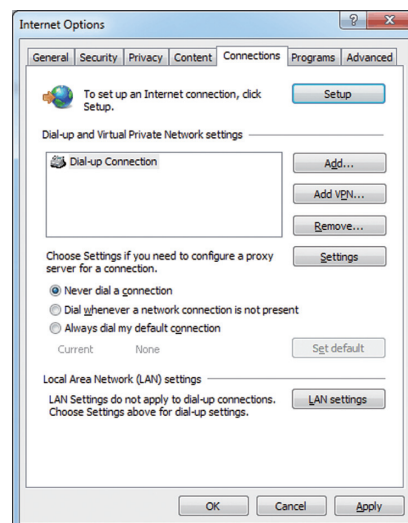 Internet Options
?
General Security Privacy Content Connections Programs Advanced
To set up an Internet connection, click
Setup.
Setup
Dial-up and Virtual Private Network settings
Dial-up Connection
Add...
Add VPN...
Remove...
Choose Settings if you need to configure a proxy
server for a connection.
Settings
Never dial a connection
Dial whenever a network connection is not present
Always dial my default connection
Current None
Set default
Local Area Network (LAN) settings
LAN Settings do not apply to dial-up connections.
Choose Settings above for dial-up settings.
LAN settings
OK Cancel Apply